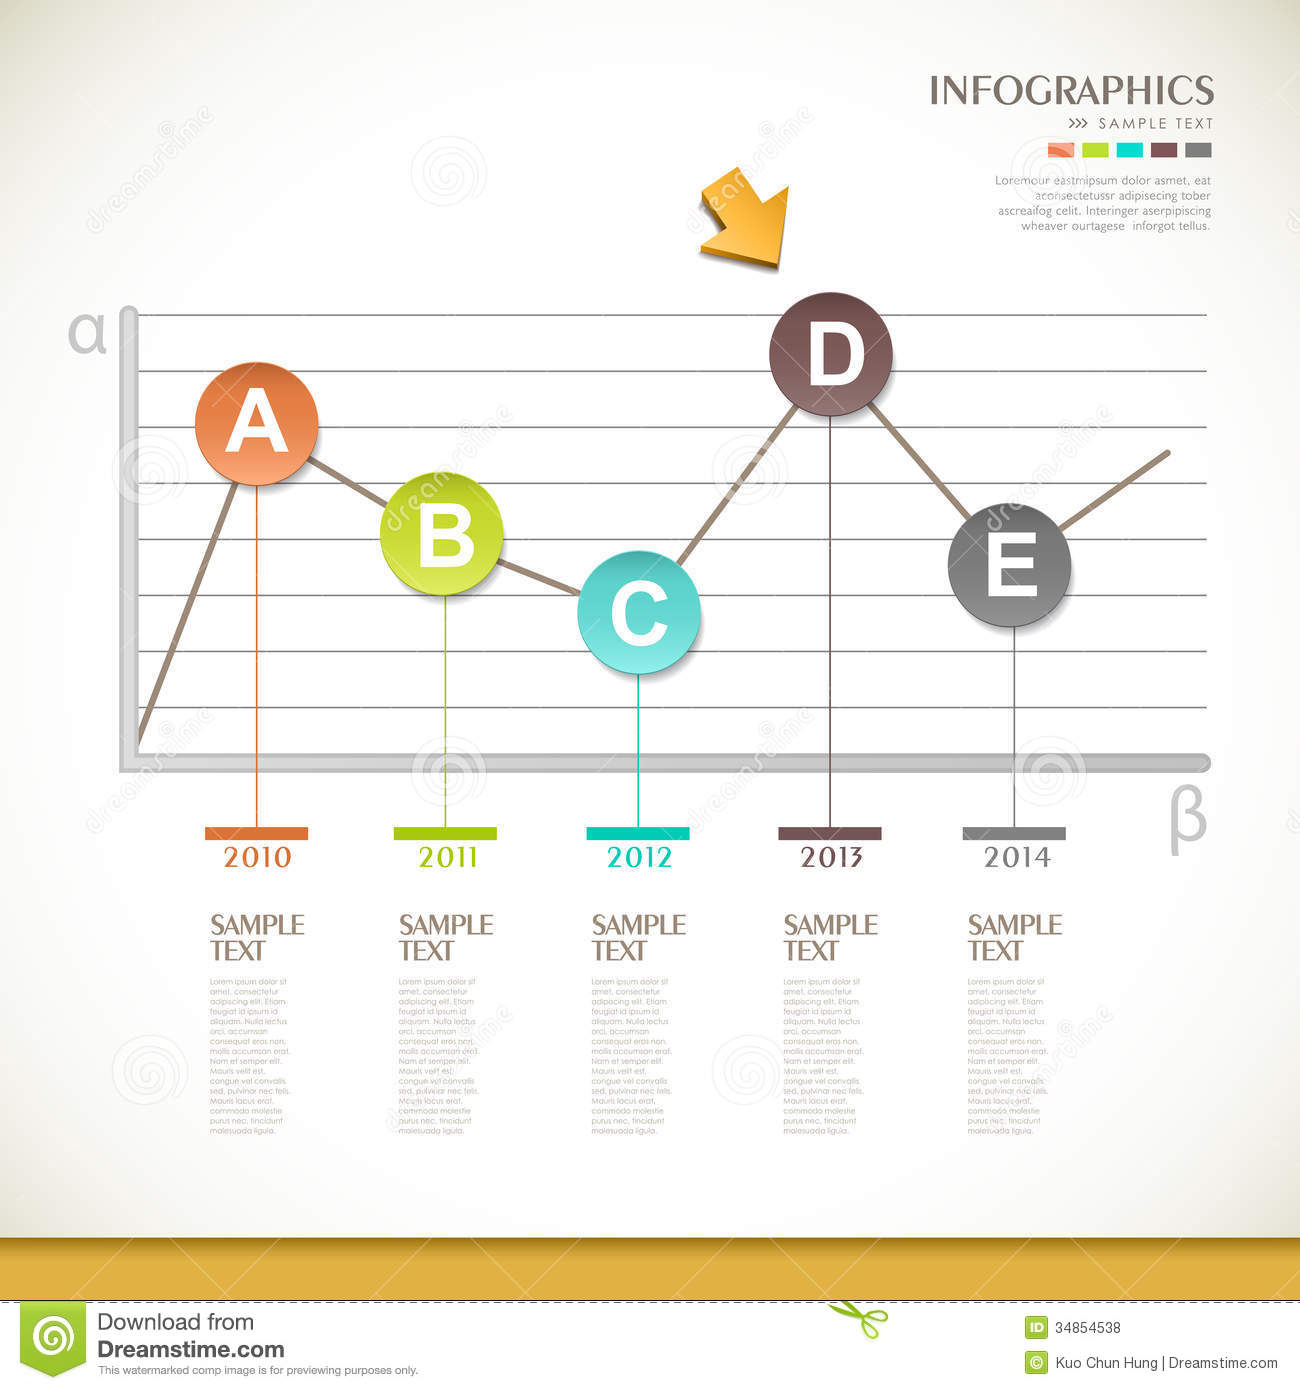 INFOGRAPHICS
>>> SAMPLE TEXT
Loremour eastmipsum dolor asmet, eat
aconsectetussr adipisecing tober
ascreaifog celit. Interinger aserpipiscing
wheaver ourtagese inforgot tellus.
α
A
B
C
D
E
β
2010
2011
2012
2013
2014
SAMPLE
TEXT
Lorem ipsum dolor sit
amet, consectetur
adipiscing elit. Etiam
feugiat id ipsum id
aliquam. Nulla lectus
orci, accumsan
consequat eros non,
mollis accumsan erat.
Nam et semper elit.
Mauris velit est,
congue vel convallis
sed, pulvinar nec felis.
Mauris lacus erat,
commodo molestie
purus nec, tincidunt
malesuada ligula.
SAMPLE
TEXT
Lorem ipsum dolor sit
amet, consectetur
adipiscing elit. Etiam
feugiat id ipsum id
aliquam. Nulla lectus
orci, accumsan
consequat eros non,
mollis accumsan erat.
Nam et semper elit.
Mauris velit est,
congue vel convallis
sed, pulvinar nec felis.
Mauris lacus erat,
commodo molestie
purus nec, tincidunt
malesuada ligula.
SAMPLE
TEXT
Lorem ipsum dolor sit
amet, consectetur
adipiscing elit. Etiam
feugiat id ipsum id
aliquam. Nulla lectus
orci, accumsan
consequat eros non,
mollis accumsan erat.
Nam et semper elit.
Mauris velit est,
congue vel convallis
sed, pulvinar nec felis.
Mauris lacus erat,
commodo molestie
purus nec, tincidunt
malesuada ligula.
SAMPLE
TEXT
Lorem ipsum dolor sit
amet, consectetur
adipiscing elit. Etiam
feugiat id ipsum id
aliquam. Nulla lectus
orci, accumsan
consequat eros non,
mollis accumsan erat.
Nam et semper elit.
Mauris velit est,
congue vel convallis
sed, pulvinar nec felis.
Mauris lacus erat,
commodo molestie
purus nec, tincidunt
malesuada ligula.
SAMPLE
TEXT
Lorem ipsum dolor sit
amet, consectetur
adipiscing elit. Etiam
feugiat id ipsum id
aliquam. Nulla lectus
orci, accumsan
consequat eros non,
mollis accumsan erat.
Nam et semper elit.
Mauris velit est,
congue vel convallis
sed, pulvinar nec felis.
Mauris lacus erat,
commodo molestie
purus nec, tincidunt
malesuada ligula.
Download from
Dreamstime.com
This watermarked comp image is for previewing purposes only.
ID 34854538
© Kuo Chun Hung | Dreamstime.com